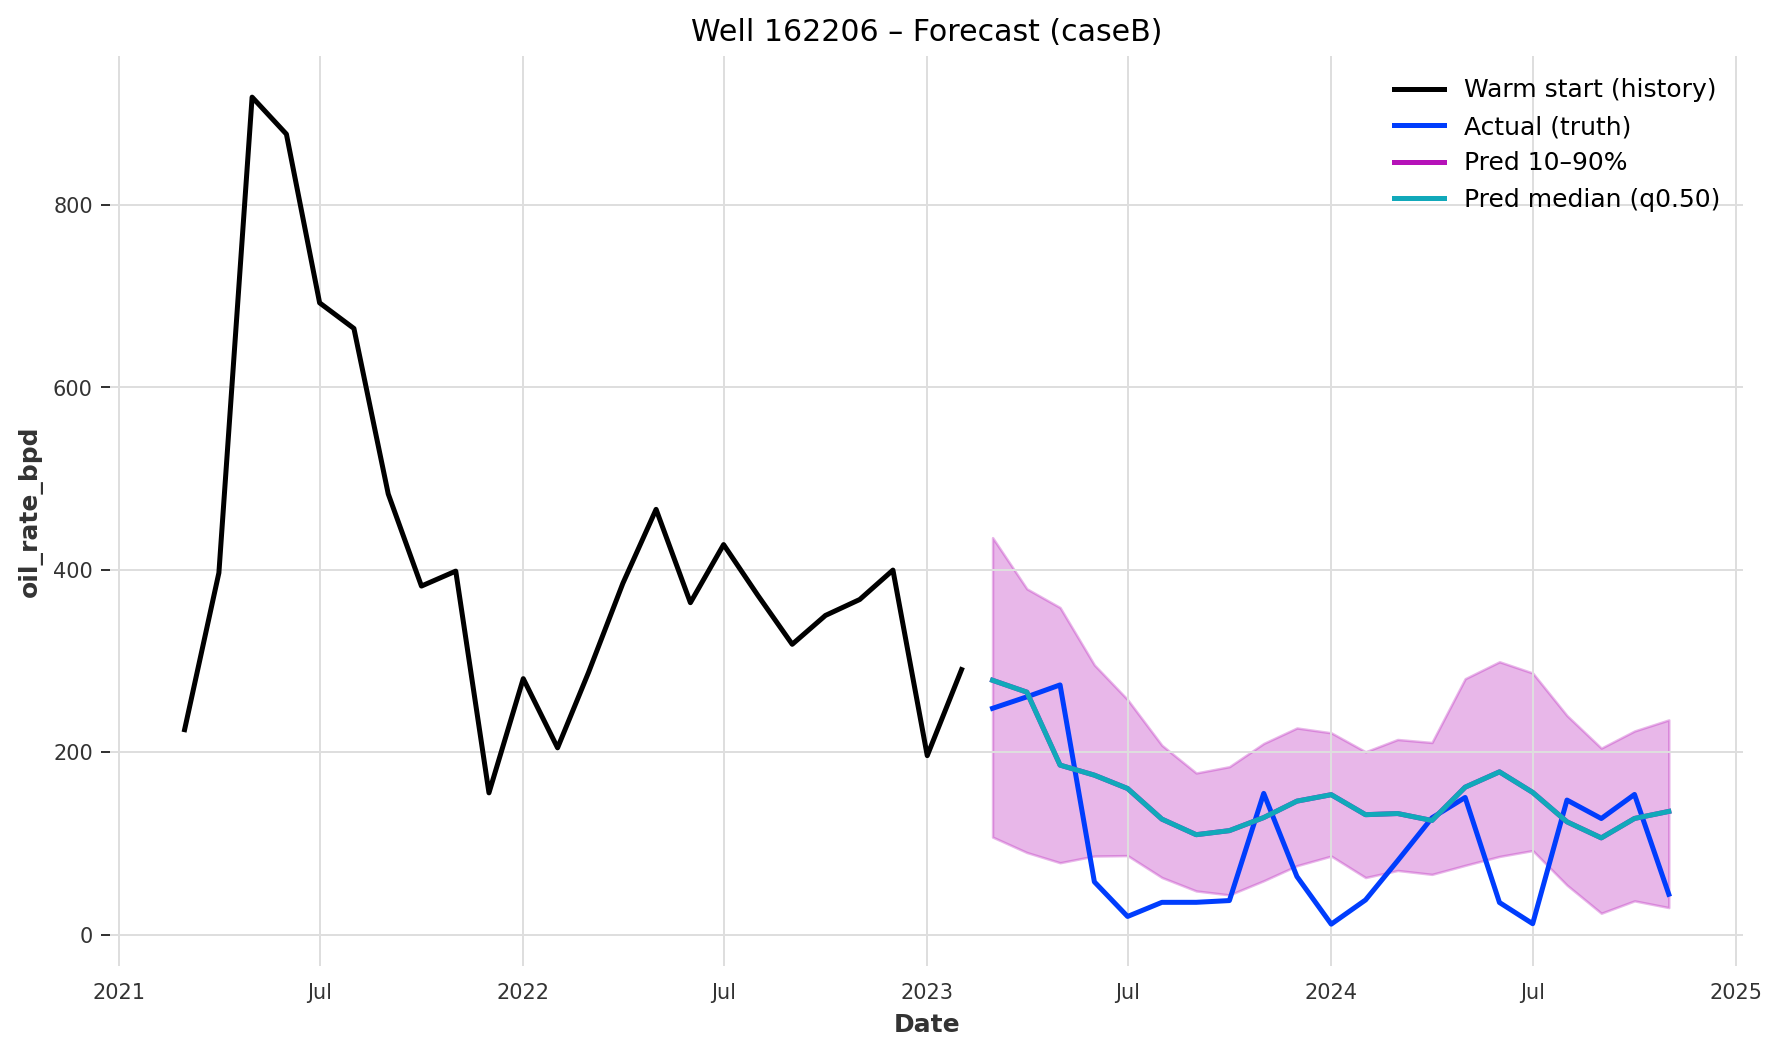 Well 162206 – Forecast (caseB)
Warm start (history)
Actual (truth)
Pred 10–90%
Pred median (q0.50)
800
600
400
200
0
oil_rate_bpd
2021 Jul 2022 Jul 2023 Jul 2024 Jul 2025
Date